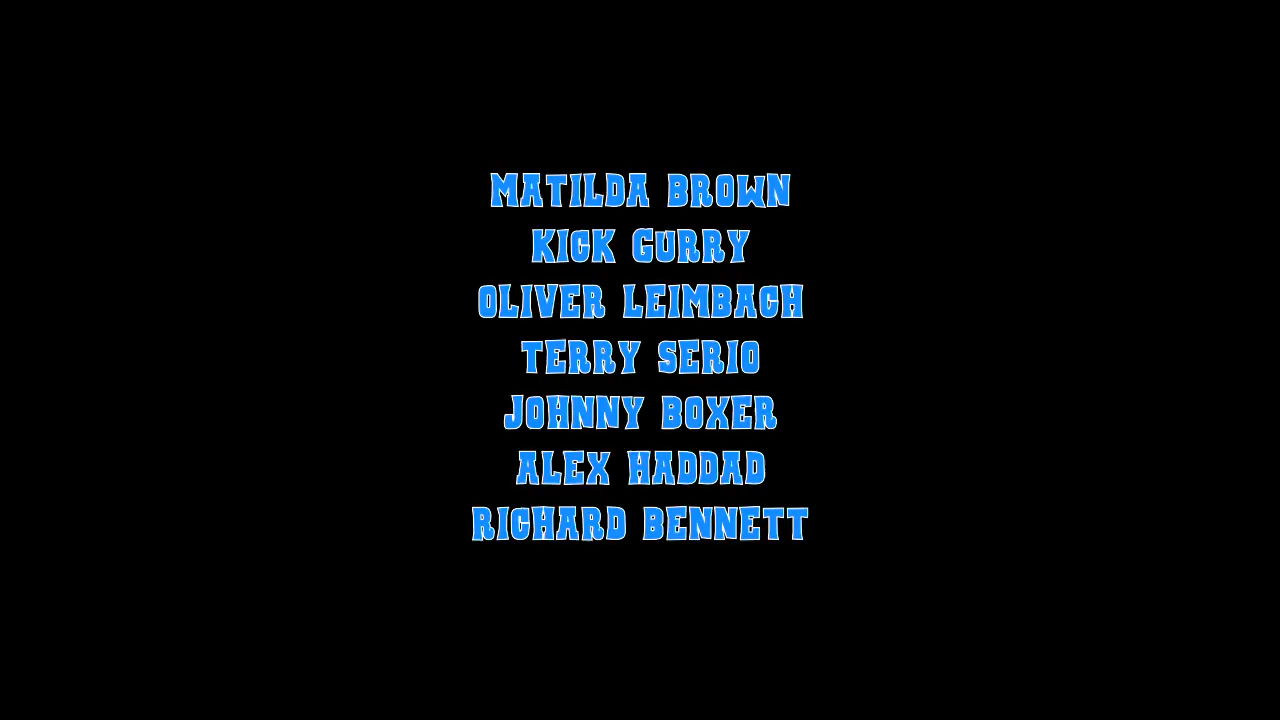 MATILDA BROWN
KICK GURRY
OLIVER LEIMBACH
TERRY SERIO
JOHNNY BOXER
ALEX HADDAD
RICHARD BENNETT